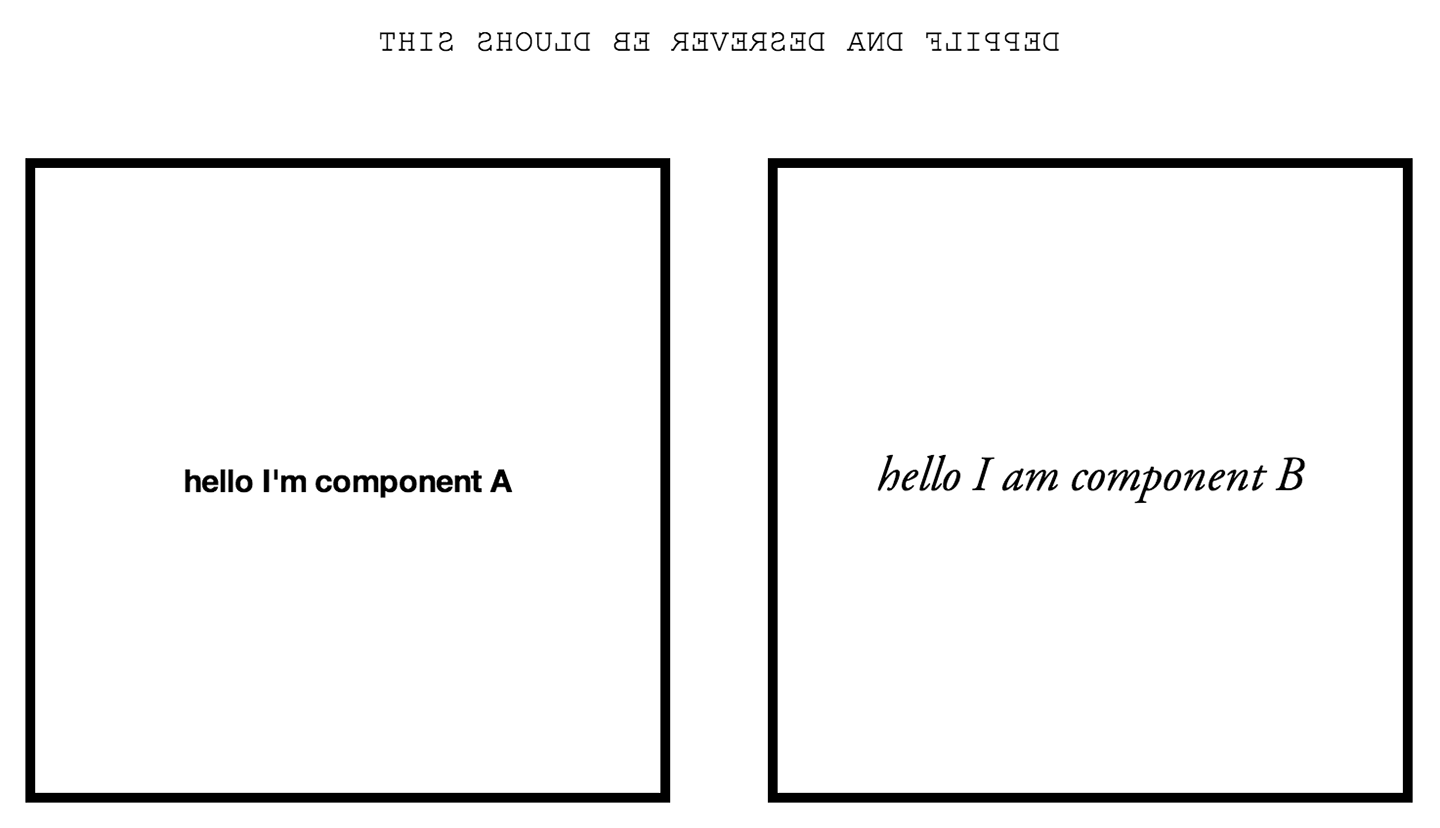 THIS SHOULD BE REVERSED AND FLIPPED
hello I'm component A
hello I am component B